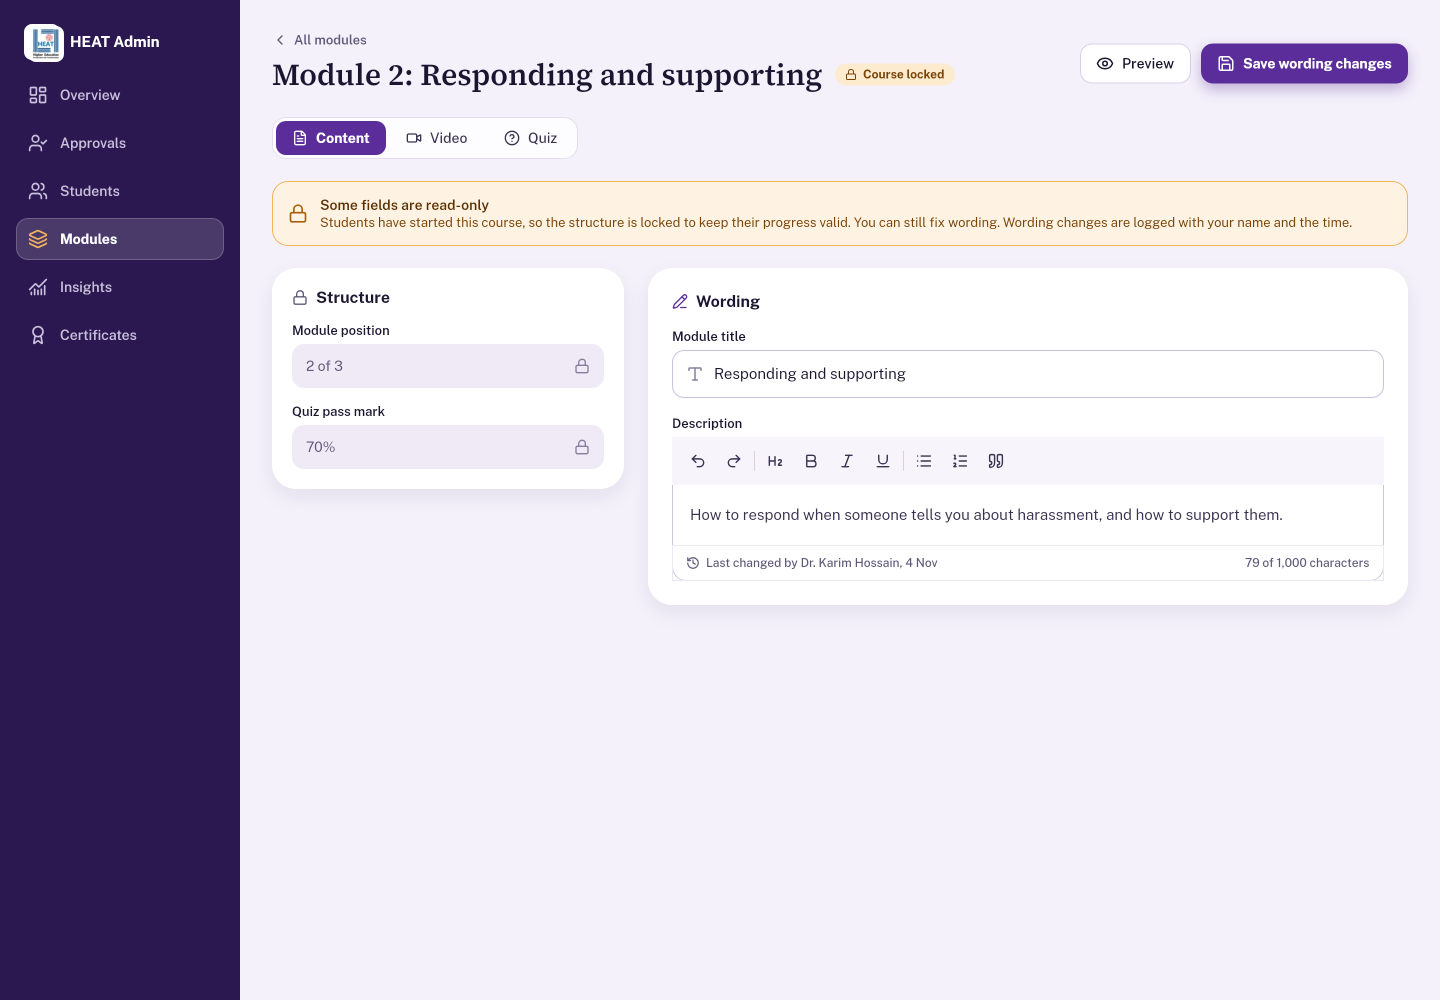 HEAT
HEAT Admin
Overview
Approvals
Students
Modules
Insights
Certificates
All modules
Module 2: Responding and supporting
Course locked
Preview
Save wording changes
Content
Video
Quiz
Some fields are read-only
Students have started this course, so the structure is locked to keep their progress valid. You can still fix wording. Wording changes are logged with your name and the time.
Structure
Module position
2 of 3
Quiz pass mark
70%
Wording
Module title
Responding and supporting
Description
H2
B
I
U
How to respond when someone tells you about harassment, and how to support them.
Last changed by Dr. Karim Hossain, 4 Nov
79 of 1,000 characters